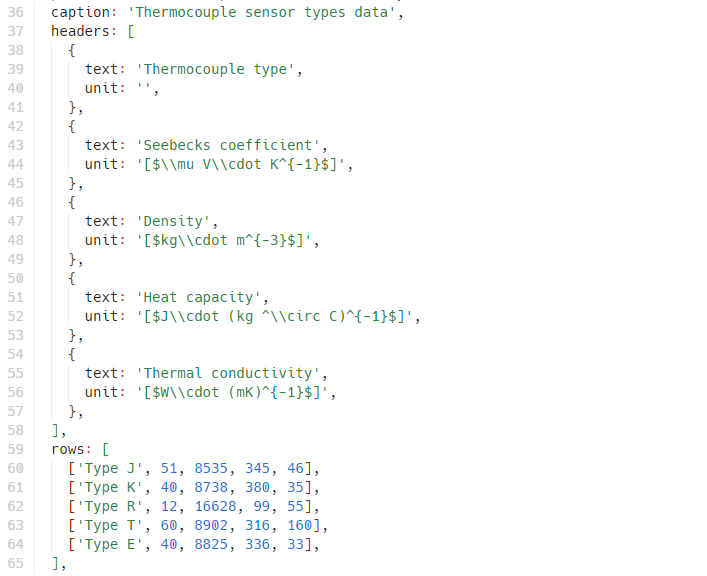 36 caption: 'Thermocouple sensor types data',
37 headers: [
38 {
39 text: 'Thermocouple type',
40 unit: '',
41 },
42 {
43 text: 'Seebecks coefficient',
44 unit: '[$\\mu V\\cdot K^{-1}$]',
45 },
46 {
47 text: 'Density',
48 unit: '[$kg\\cdot m^{-3}$]',
49 },
50 {
51 text: 'Heat capacity',
52 unit: '[$J\\cdot (kg ^\\circ C)^{-1}$]',
53 },
54 {
55 text: 'Thermal conductivity',
56 unit: '[$W\\cdot (mK)^{-1}$]',
57 },
58 ],
59 rows: [
60 ['Type J', 51, 8535, 345, 46],
61 ['Type K', 40, 8738, 380, 35],
62 ['Type R', 12, 16628, 99, 55],
63 ['Type T', 60, 8902, 316, 160],
64 ['Type E', 40, 8825, 336, 33],
65 ],